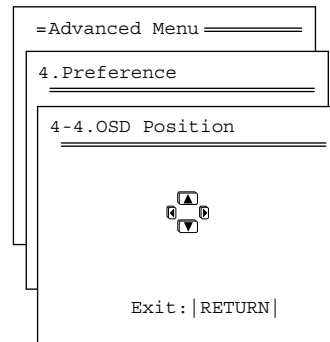 =Advanced Menu
4.Preference
4-4.OSD Position
Exit:|RETURN|